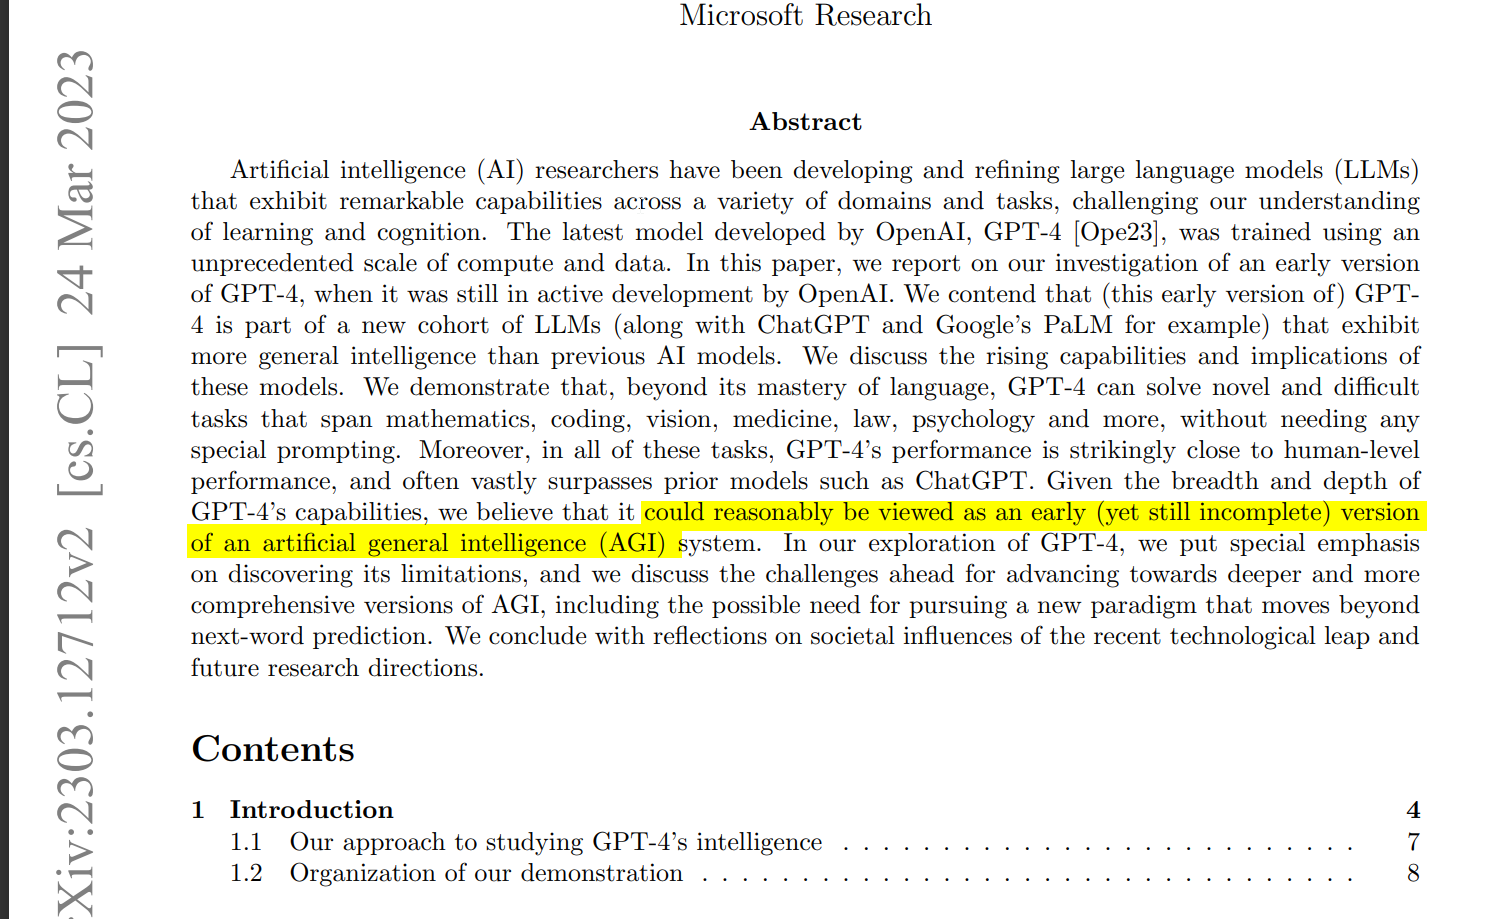 Microsoft Research
Abstract
Artificial intelligence (AI) researchers have been developing and refining large language models (LLMs)
that exhibit remarkable capabilities across a variety of domains and tasks, challenging our understanding
of learning and cognition. The latest model developed by OpenAI, GPT-4 [Ope23], was trained using an
unprecedented scale of compute and data. In this paper, we report on our investigation of an early version
of GPT-4, when it was still in active development by OpenAI. We contend that (this early version of) GPT-
4 is part of a new cohort of LLMs (along with ChatGPT and Google's PaLM for example) that exhibit
more general intelligence than previous AI models. We discuss the rising capabilities and implications of
these models. We demonstrate that, beyond its mastery of language, GPT-4 can solve novel and difficult
tasks that span mathematics, coding, vision, medicine, law, psychology and more, without needing any
special prompting. Moreover, in all of these tasks, GPT-4's performance is strikingly close to human-level
performance, and often vastly surpasses prior models such as ChatGPT. Given the breadth and depth of
GPT-4's capabilities, we believe that it could reasonably be viewed as an early (yet still incomplete) version
of an artificial general intelligence (AGI) system. In our exploration of GPT-4, we put special emphasis
on discovering its limitations, and we discuss the challenges ahead for advancing towards deeper and more
comprehensive versions of AGI, including the possible need for pursuing a new paradigm that moves beyond
next-word prediction. We conclude with reflections on societal influences of the recent technological leap and
future research directions.
Contents
1 Introduction 4
1.1 Our approach to studying GPT-4's intelligence . . . . . . . . . . . . . . . . . . . . . . . . 7
1.2 Organization of our demonstration . . . . . . . . . . . . . . . . . . . . . . . . . . . . . . . 8
Xiv:2303.12712v2 [cs.CL] 24 Mar 2023